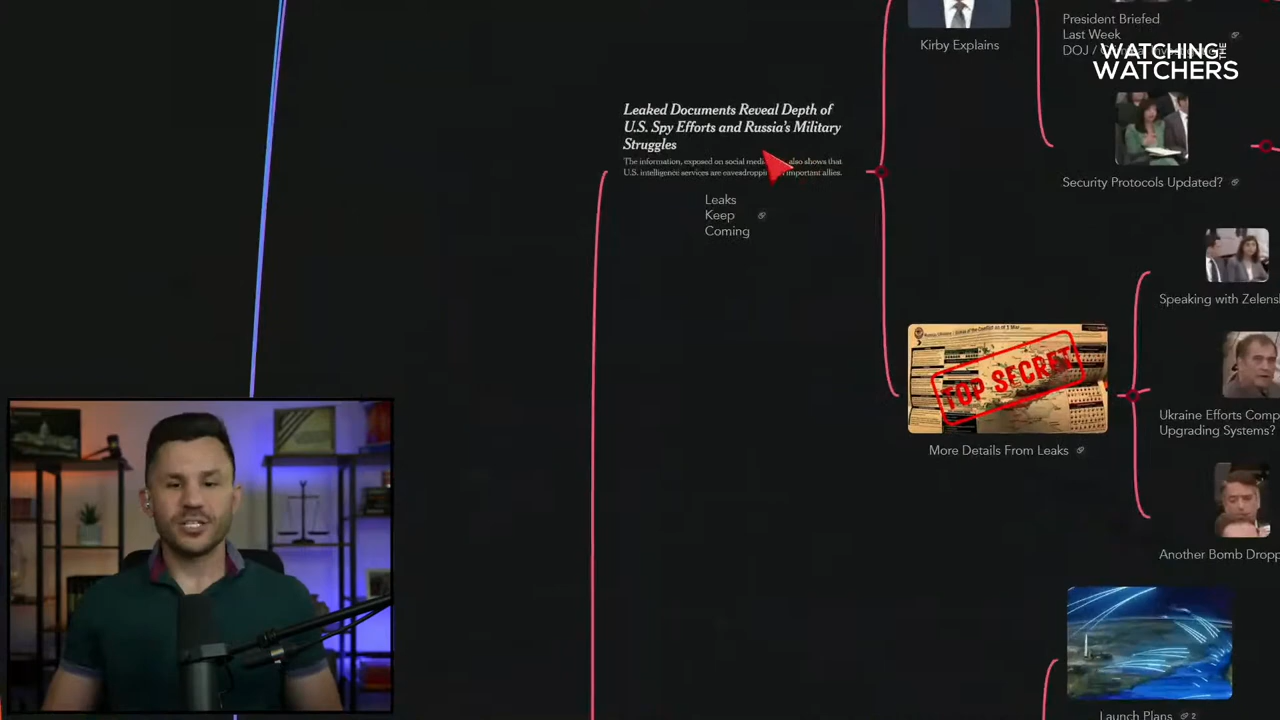 Kirby Explains
President Briefed
Last Week
DOJ /
WATCHING THE
WATCHERS
Leaked Documents Reveal Depth of
U.S. Spy Efforts and Russia's Military
Struggles
The information, exposed on social also shows that
U.S. intelligence services are important allies.
Leaks
Keep
Coming
Security Protocols Updated?
Speaking with Zelens
TOP SECRET
More Details From Leaks
Ukraine Efforts Comp
Upgrading Systems?
Another Bomb Dropp
Launch Plans 2